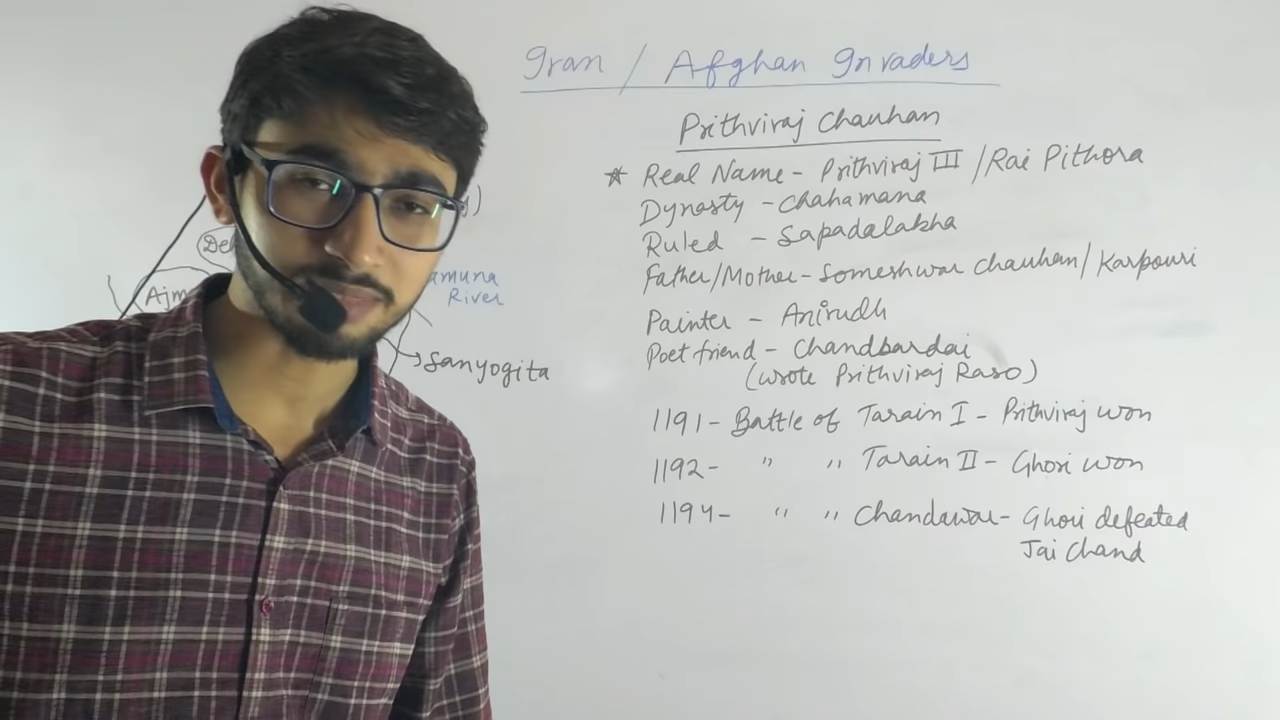 Iran / Afghan Invaders
Prithviraj Chauhan
* Real Name - Prithviraj III / Rai Pithora
Dynasty - Chahamana
Ruled - Sapadalaksha
Father/Mother - Someshwar Chauhan / Karpouri
Painter - Anirudh
Poet friend - Chandbardai
(wrote Prithviraj Raso)
1191 - Battle of Tarain I - Prithviraj won
1192 - " " Tarain II - Ghori won
1194 - " " Chandawar - Ghori defeated
Jai Chand
River
Sanyogita